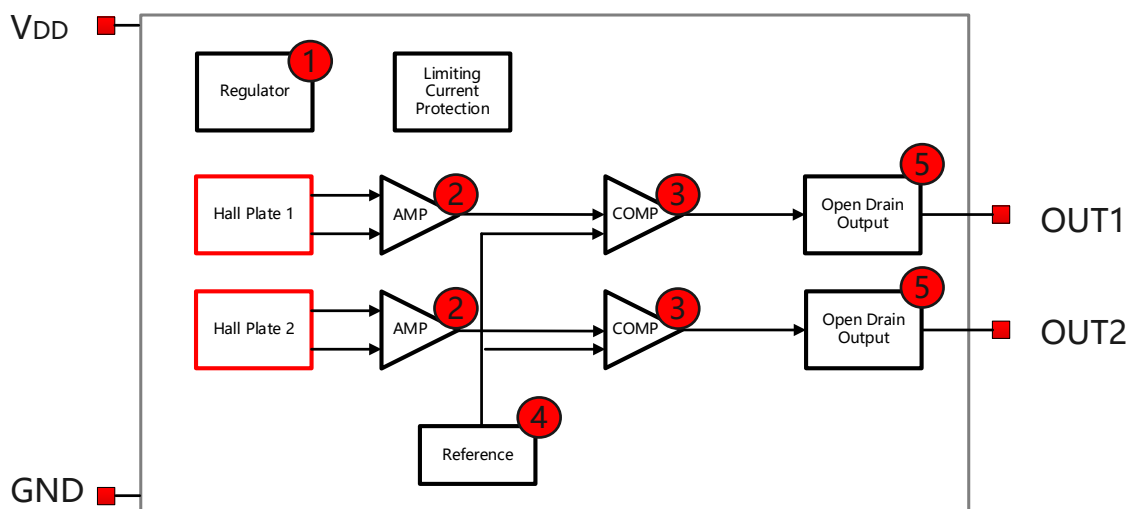 VDD
1
Regulator
Limiting
Current
Protection
Hall Plate 1
AMP
2
COMP
3
Open Drain
Output
5
OUT1
Hall Plate 2
AMP
2
COMP
3
Open Drain
Output
5
OUT2
Reference
4
GND